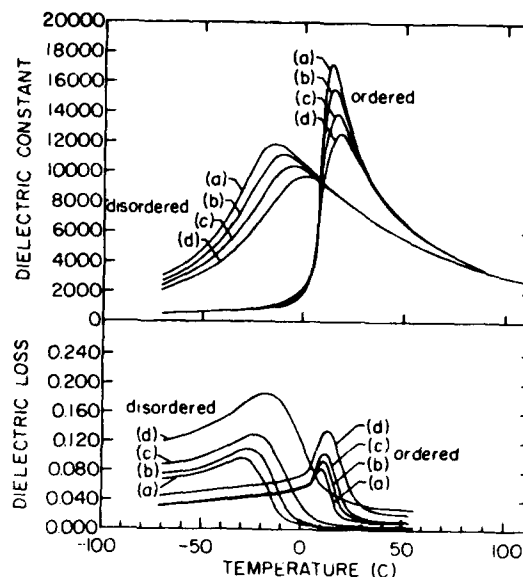 20000
18000
16000
14000
12000
10000
8000
6000
4000
2000
0
DIELECTRIC CONSTANT
(a)
(b)
(c)
(d)
ordered
disordered
(a)
(b)
(c)
(d)
0.240
0.200
0.160
0.120
0.080
0.040
0.000
DIELECTRIC LOSS
disordered
(d)
(c)
(b)
(a)
(d)
(c)
ordered
(b)
(a)
-100
-50
0
50
100
TEMPERATURE (C)